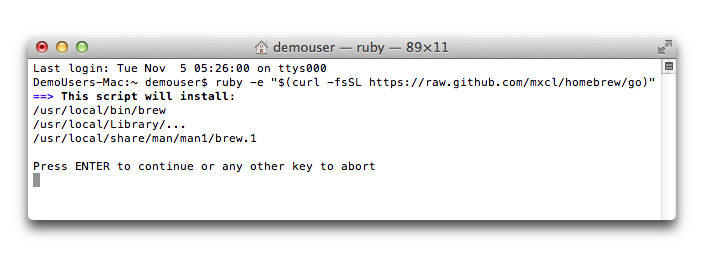 demouser — ruby — 89×11
Last login: Tue Nov  5 05:26:00 on ttys000
DemoUsers-Mac:~ demouser$ ruby -e "$(curl -fsSL https://raw.github.com/mxcl/homebrew/go)"
==> This script will install:
/usr/local/bin/brew
/usr/local/Library/...
/usr/local/share/man/man1/brew.1
Press ENTER to continue or any other key to abort